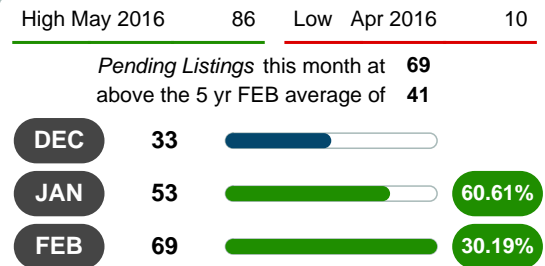 High May 2016 86 Low Apr 2016 10
Pending Listings this month at 69
above the 5 yr FEB average of 41
DEC 33
JAN 53 60.61%
FEB 69 30.19%